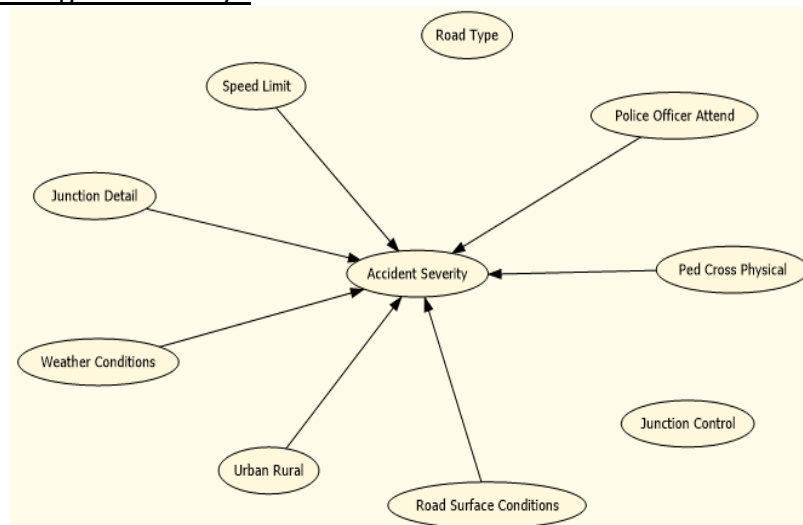 Road Type
Speed Limit
Police Officer Attend
Junction Detail
Accident Severity
Ped Cross Physical
Weather Conditions
Junction Control
Urban Rural
Road Surface Conditions